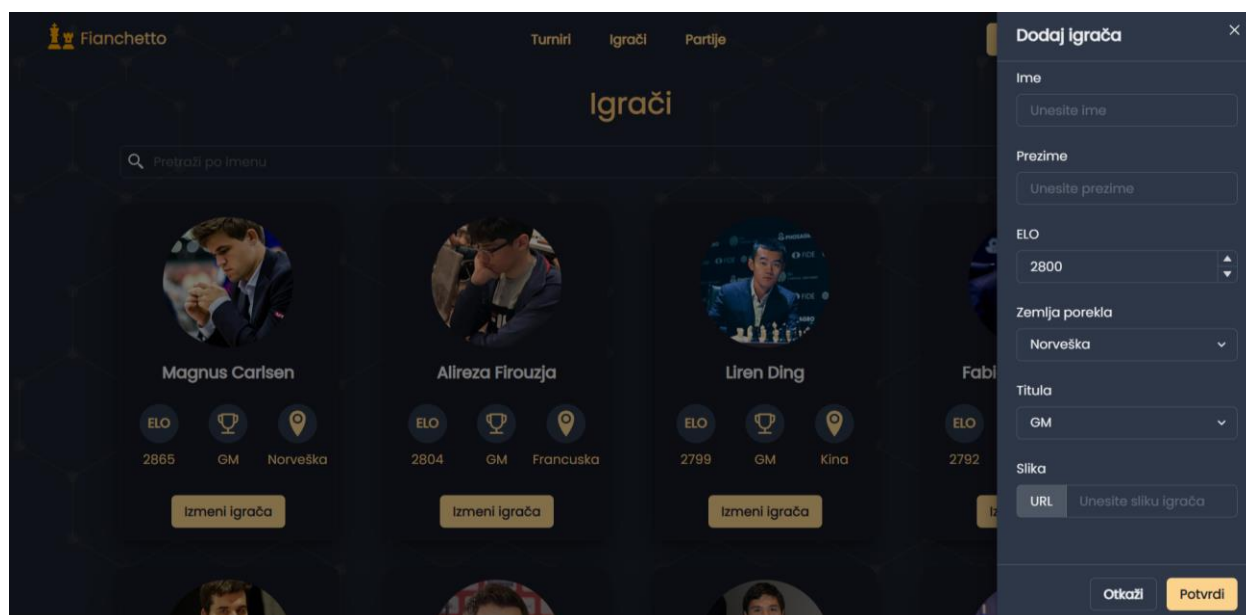 Fianchetto
Turniri Igrači Partije
Igrači
Pretraži po imenu
Magnus Carlsen
ELO
2865 GM Norveška
Izmeni igrača
Alireza Firouzja
ELO
2804 GM Francuska
Izmeni igrača
Liren Ding
ELO
2799 GM Kina
Izmeni igrača
Fabi
ELO
2792
Iz
Dodaj igrača
Ime
Unesite ime
Prezime
Unesite prezime
ELO
2800
Zemlja porekla
Norveška
Titula
GM
Slika
URL Unesite sliku igrača
Otkaži Potvrdi